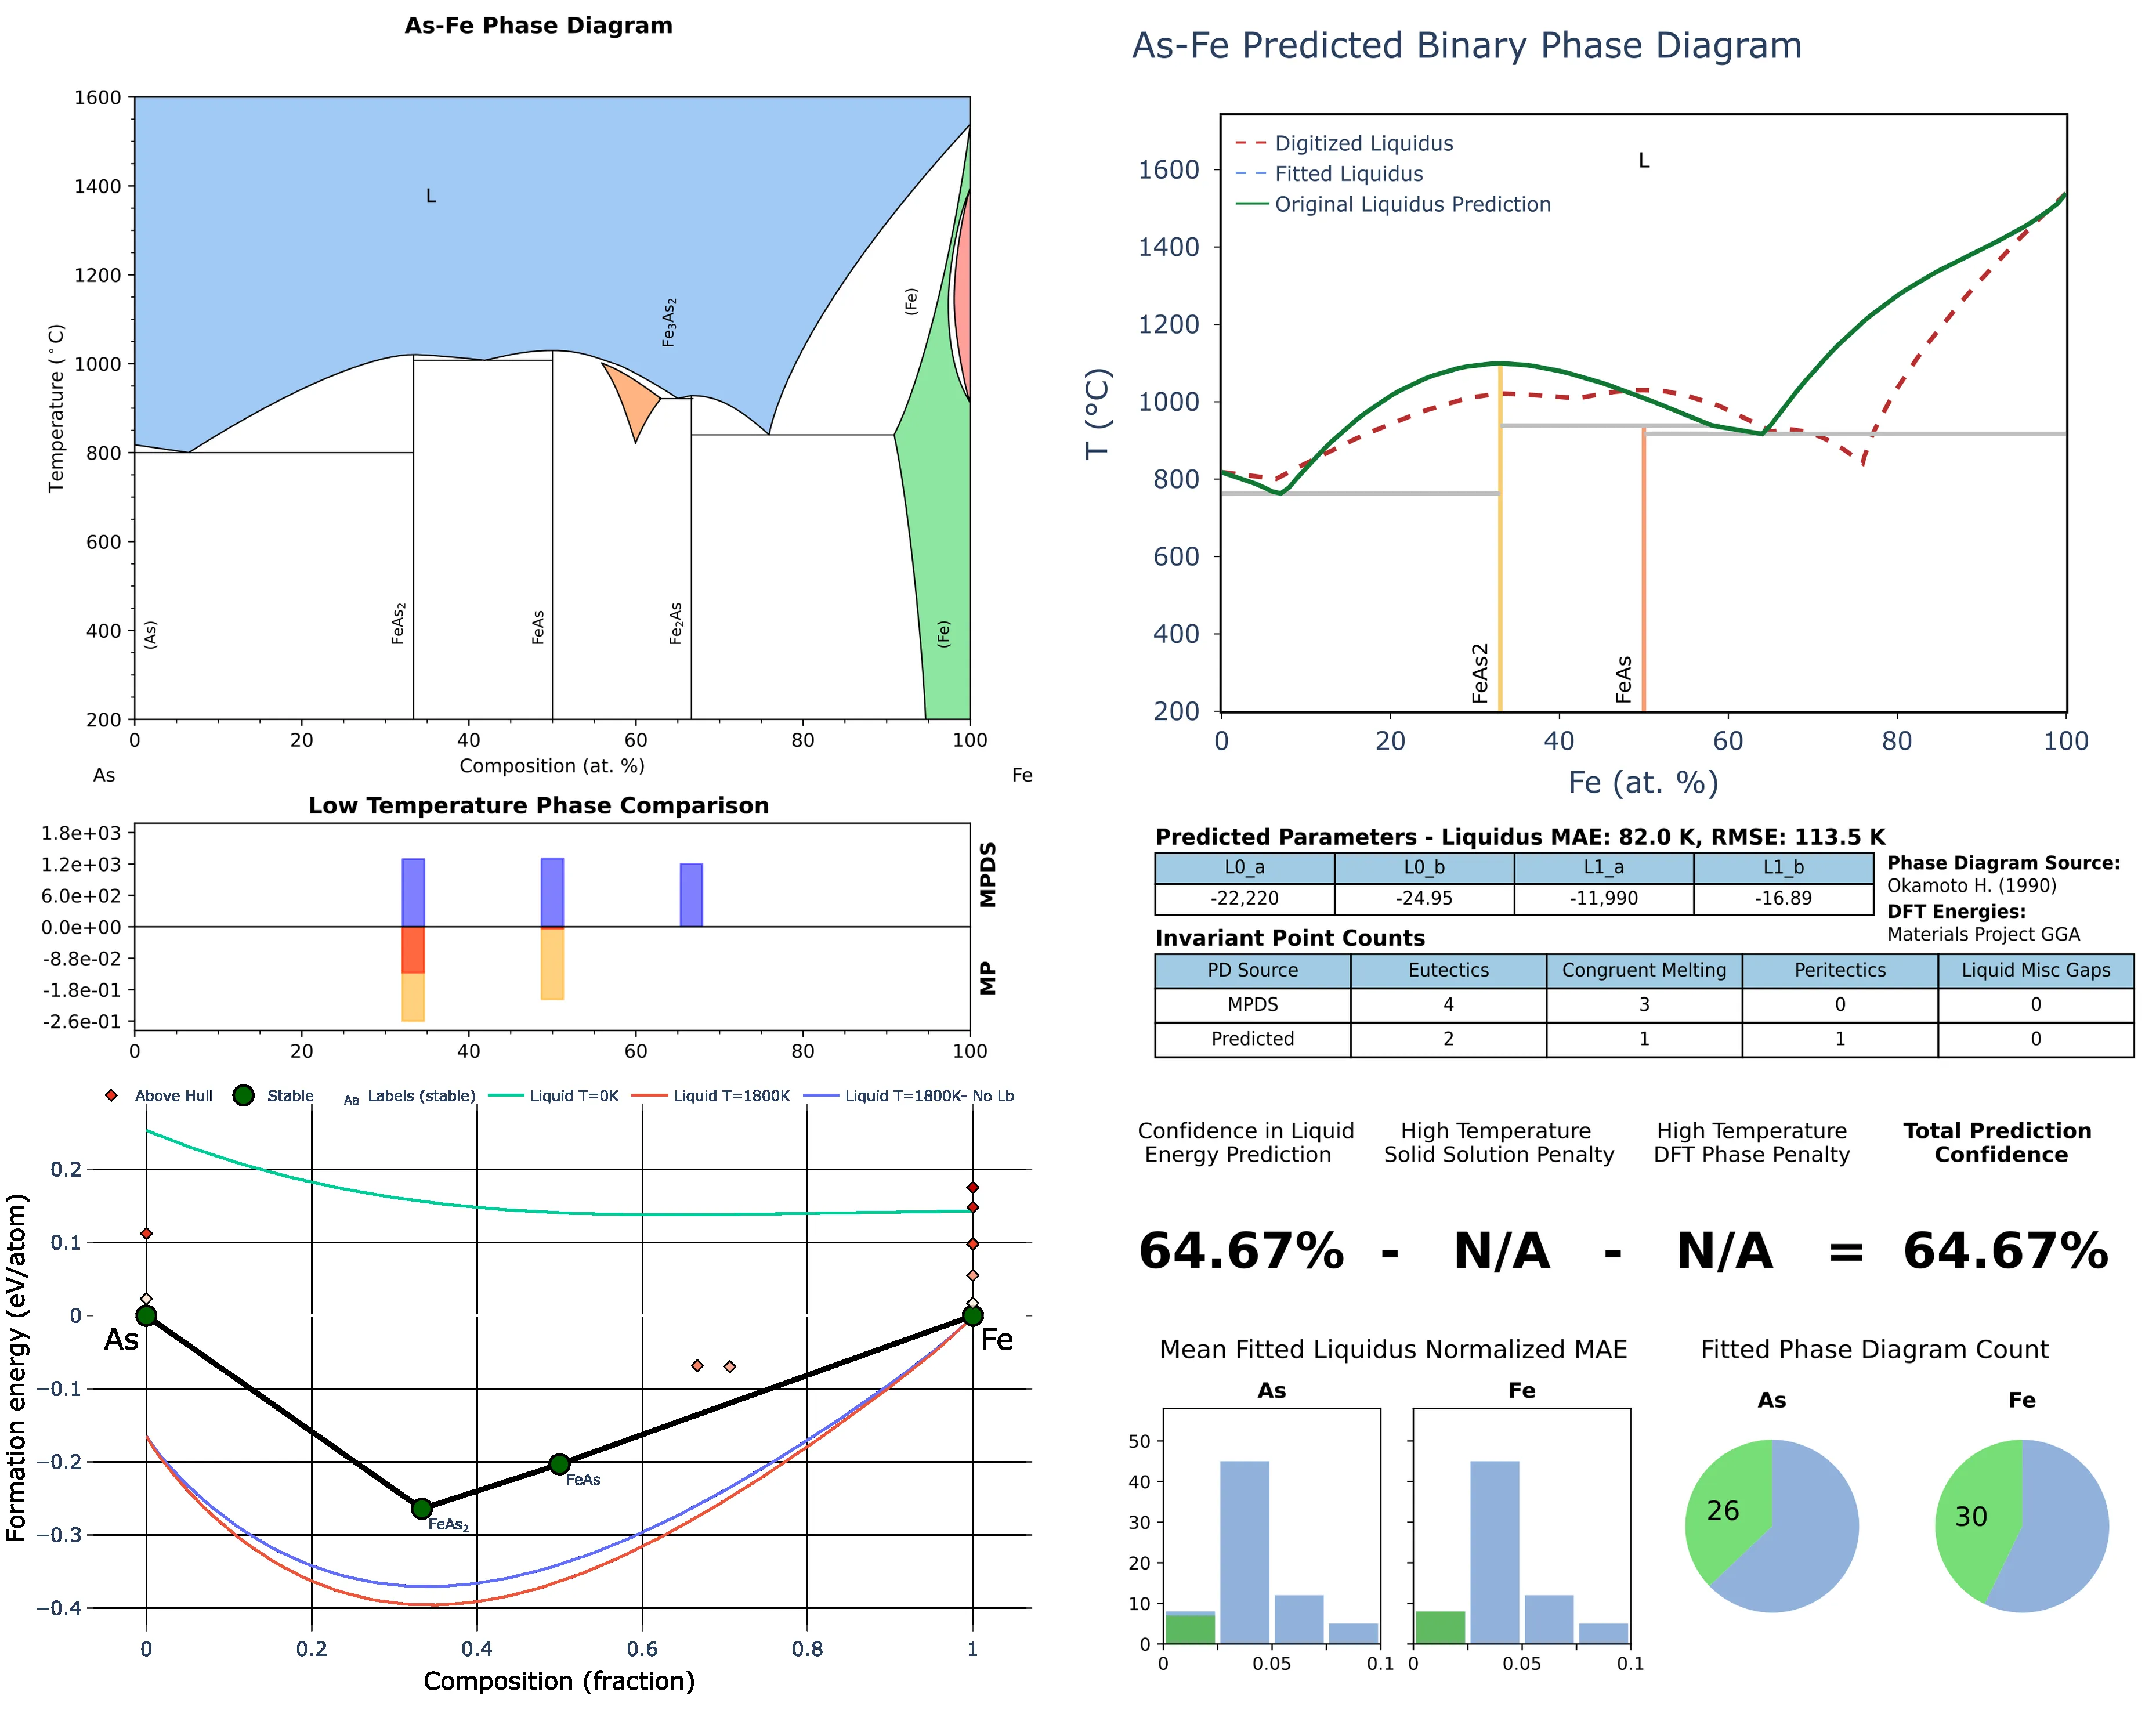 As-Fe Phase Diagram
1600
1400
1200
1000
800
600
400
200
Temperature (°C)
L
Fe₃As₂
(Fe)
(As)
FeAs₂
FeAs
Fe₂As
(Fe)
0 20 40 60 80 100
Composition (at. %)
As Fe
Low Temperature Phase Comparison
1.8e+03
1.2e+03
6.0e+02
0.0e+00
-8.8e-02
-1.8e-01
-2.6e-01
MPDS
MP
0 20 40 60 80 100
Above Hull Stable Aa Labels (stable) Liquid T=0K Liquid T=1800K Liquid T=1800K- No Lb
0.2
0.1
0
−0.1
−0.2
−0.3
−0.4
Formation energy (eV/atom)
As
Fe
FeAs
FeAs₂
0 0.2 0.4 0.6 0.8 1
Composition (fraction)
As-Fe Predicted Binary Phase Diagram
Digitized Liquidus
Fitted Liquidus
Original Liquidus Prediction
L
1600
1400
1200
1000
800
600
400
200
T (°C)
FeAs2
FeAs
0 20 40 60 80 100
Fe (at. %)
Predicted Parameters - Liquidus MAE: 82.0 K, RMSE: 113.5 K
L0_a L0_b L1_a L1_b
-22,220 -24.95 -11,990 -16.89
Phase Diagram Source:
Okamoto H. (1990)
DFT Energies:
Materials Project GGA
Invariant Point Counts
PD Source Eutectics Congruent Melting Peritectics Liquid Misc Gaps
MPDS 4 3 0 0
Predicted 2 1 1 0
Confidence in Liquid
Energy Prediction
High Temperature
Solid Solution Penalty
High Temperature
DFT Phase Penalty
Total Prediction
Confidence
64.67% - N/A - N/A = 64.67%
Mean Fitted Liquidus Normalized MAE
As Fe
50
40
30
20
10
0
0 0.05 0.1
0 0.05 0.1
Fitted Phase Diagram Count
As Fe
26 30